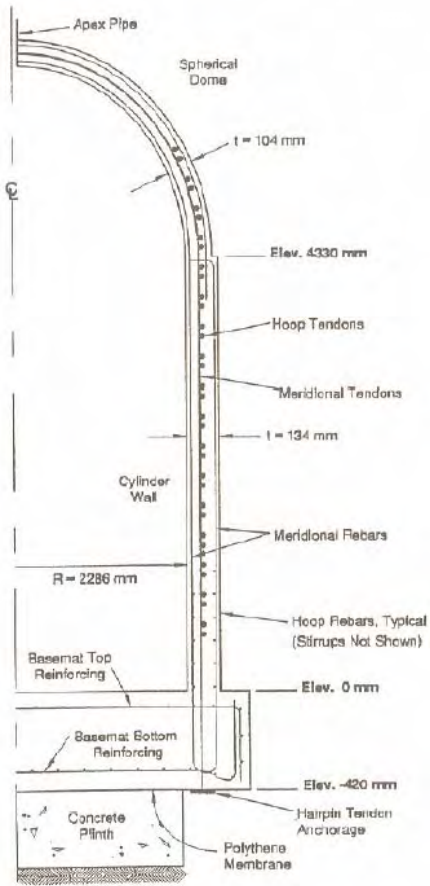 Apex Pipe
Spherical
Dome
t = 104 mm
Elev. 4330 mm
Hoop Tendons
Meridional Tendons
t = 134 mm
Cylinder
Wall
Meridional Rebars
R = 2286 mm
Hoop Rebars, Typical
(Stirrups Not Shown)
Basemat Top
Reinforcing
Elev. 0 mm
Basemat Bottom
Reinforcing
Elev. -420 mm
Concrete
Plinth
Hairpin Tendon
Anchorage
Polythene
Membrane